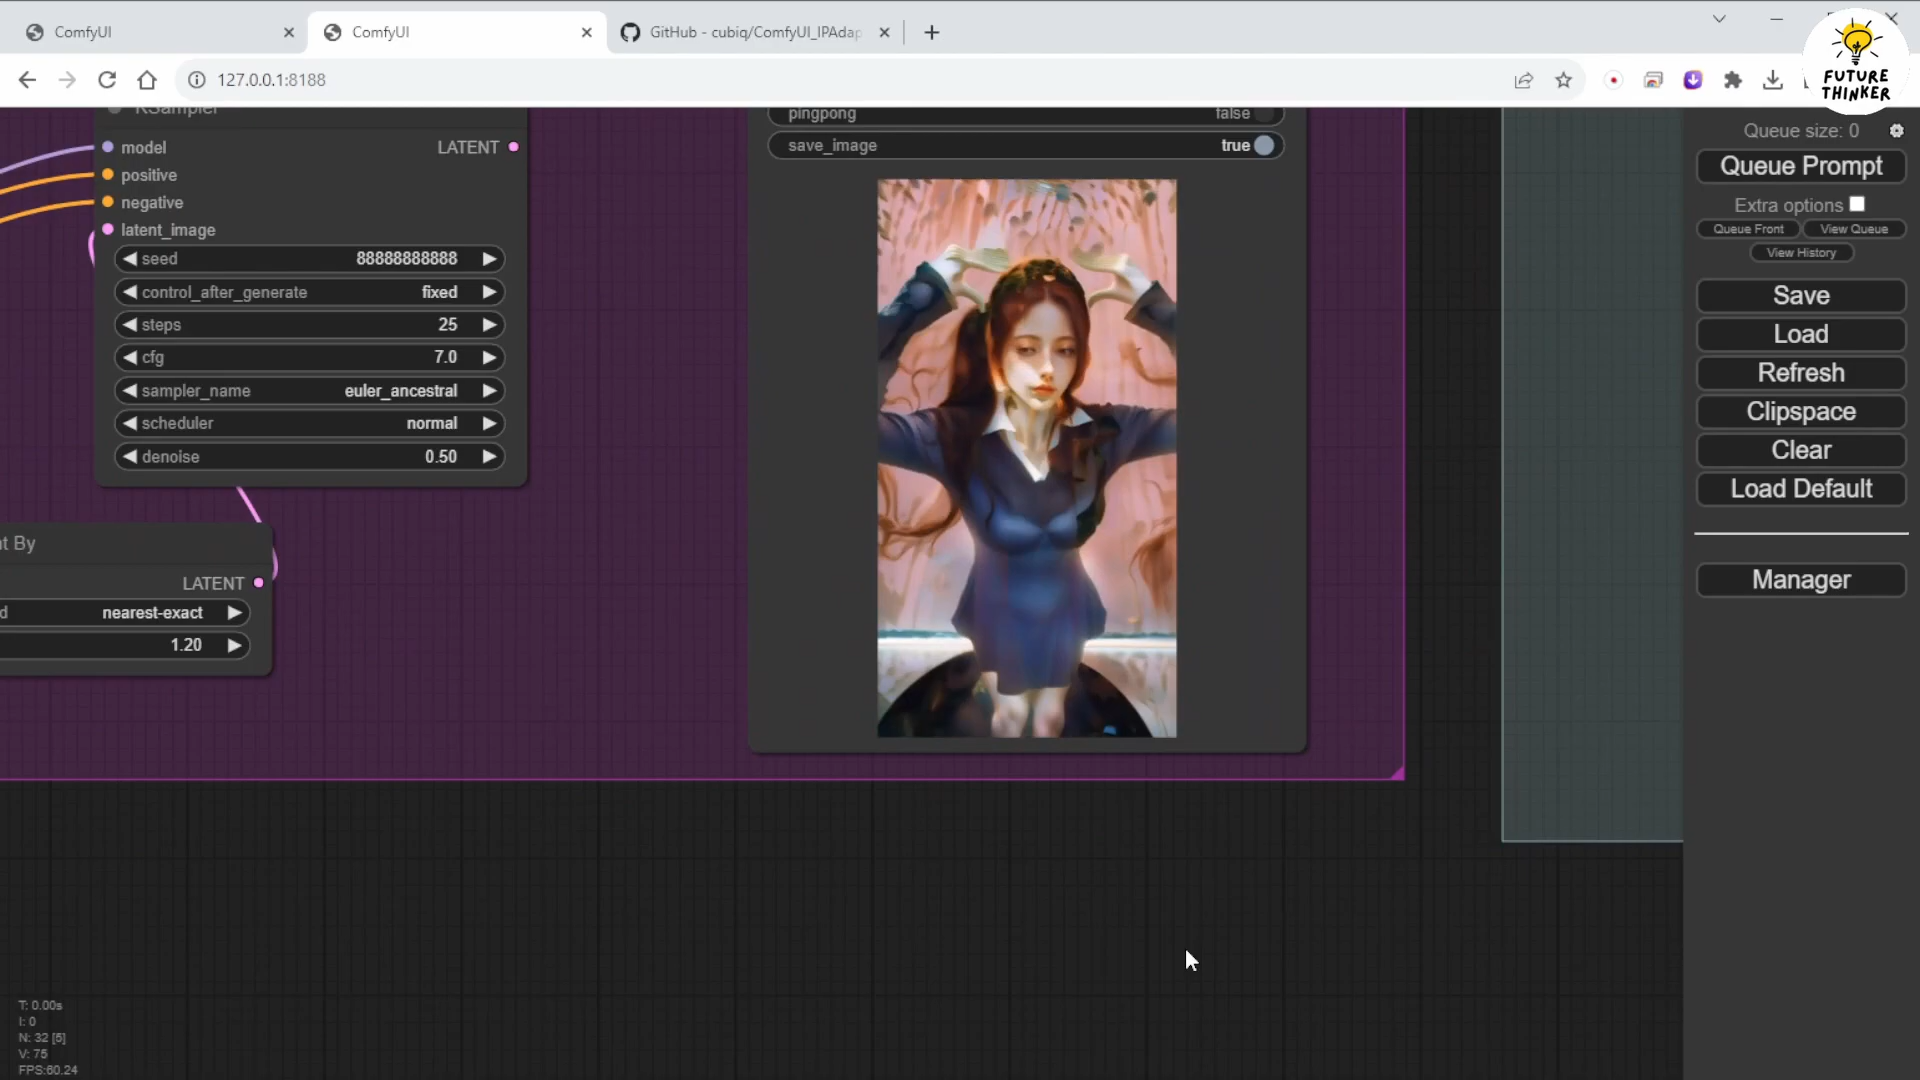 ComfyUI
ComfyUI
GitHub - cubiq/ComfyUI_IPAdap
127.0.0.1:8188
FUTURE
THINKER
KSampler
model
LATENT
positive
negative
latent_image
seed
88888888888
control_after_generate
fixed
steps
25
cfg
7.0
sampler_name
euler_ancestral
scheduler
normal
denoise
0.50
t By
LATENT
d
nearest-exact
1.20
pingpong
false
save_image
true
Queue size: 0
Queue Prompt
Extra options
Queue Front
View Queue
View History
Save
Load
Refresh
Clipspace
Clear
Load Default
Manager
T: 0.00s
I: 0
N: 32 [5]
V: 75
FPS:60.24